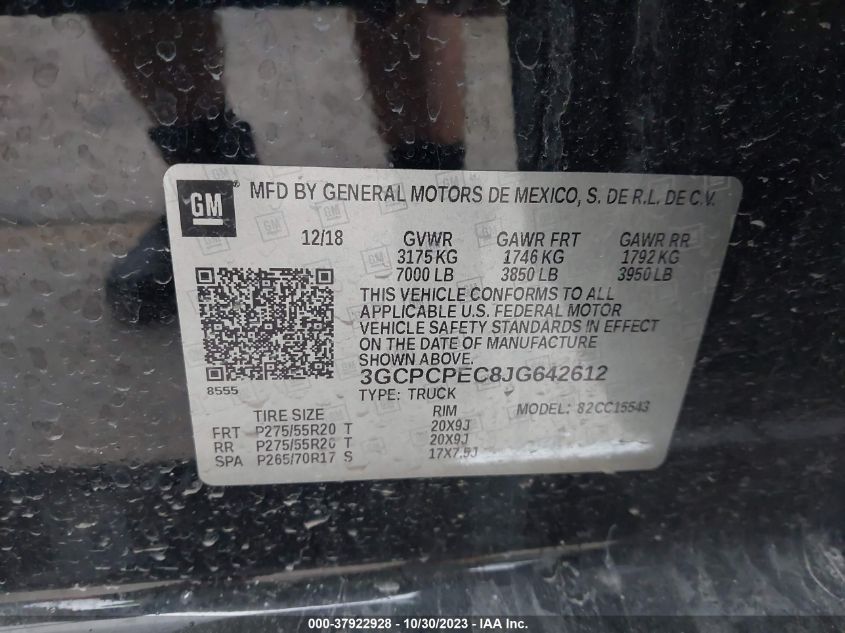 GM® MFD BY GENERAL MOTORS DE MEXICO, S. DE R.L. DE C.V.
12/18 GVWR GAWR FRT GAWR RR
3175 KG 1746 KG 1792 KG
7000 LB 3850 LB 3950 LB
THIS VEHICLE CONFORMS TO ALL
APPLICABLE U.S. FEDERAL MOTOR
VEHICLE SAFETY STANDARDS IN EFFECT
ON THE DATE OF MANUFACTURE
SHOWN ABOVE.
8555 3GCPCPEC8JG642612
TYPE: TRUCK
TIRE SIZE RIM MODEL: 82CC15543
FRT P275/55R20 T 20X9J
RR P275/55R20 T 20X9J
SPA P265/70R17 S 17X7.5J
000-37922928 - 10/30/2023 - IAA Inc.